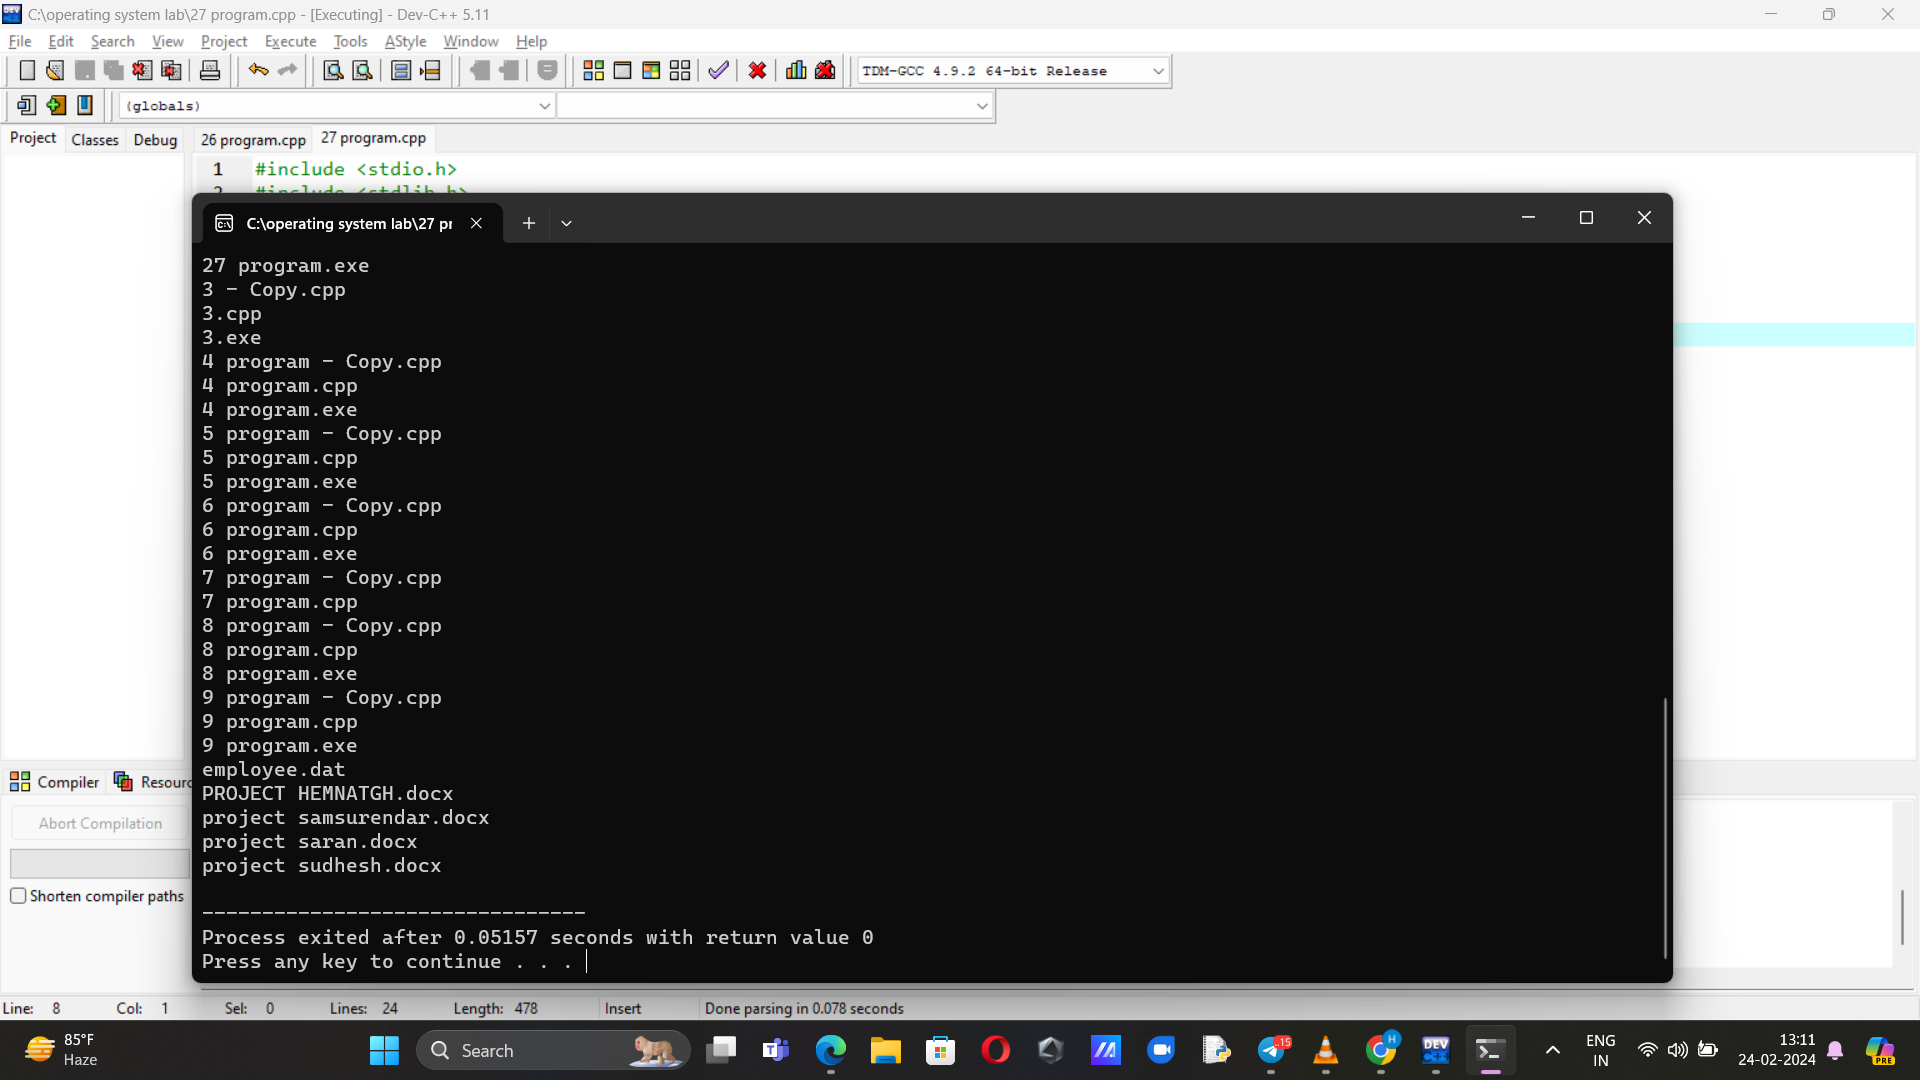 C:\operating system lab\27 program.cpp - [Executing] - Dev-C++ 5.11
File Edit Search View Project Execute Tools AStyle Window Help
TDM-GCC 4.9.2 64-bit Release
(globals)
Project Classes Debug 26 program.cpp 27 program.cpp
1 #include <stdio.h>
2 #include <stdlib.h>
C:\operating system lab\27 pr
27 program.exe
3 - Copy.cpp
3.cpp
3.exe
4 program - Copy.cpp
4 program.cpp
4 program.exe
5 program - Copy.cpp
5 program.cpp
5 program.exe
6 program - Copy.cpp
6 program.cpp
6 program.exe
7 program - Copy.cpp
7 program.cpp
8 program - Copy.cpp
8 program.cpp
8 program.exe
9 program - Copy.cpp
9 program.cpp
9 program.exe
employee.dat
PROJECT HEMNATGH.docx
project samsurendar.docx
project saran.docx
project sudhesh.docx
--------------------------------
Process exited after 0.05157 seconds with return value 0
Press any key to continue . . .
Compiler Resourc
Abort Compilation
Shorten compiler paths
Line: 8 Col: 1 Sel: 0 Lines: 24 Length: 478 Insert Done parsing in 0.078 seconds
85°F
Haze
Search
15
H
DEV
ENG
IN
13:11
24-02-2024
PRE